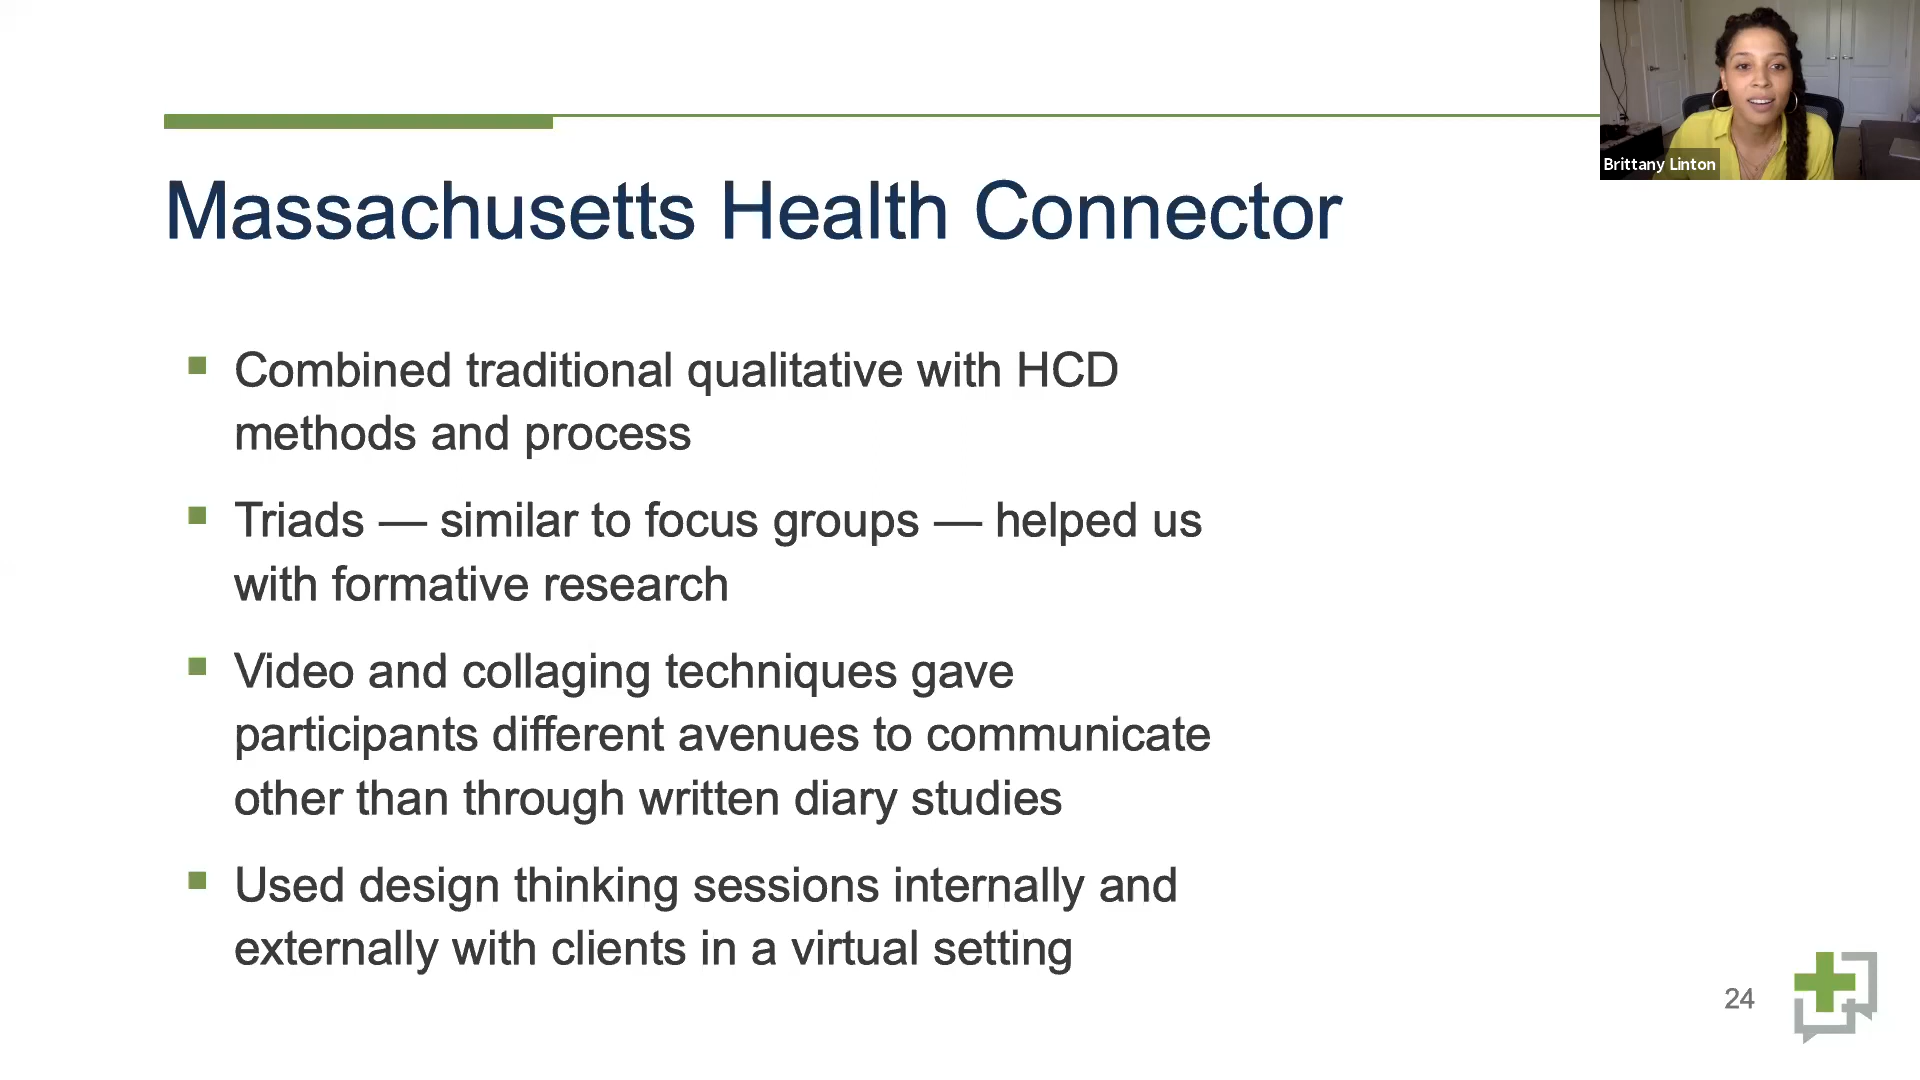 Brittany Linton
Massachusetts Health Connector
Combined traditional qualitative with HCD
methods and process
Triads — similar to focus groups — helped us
with formative research
Video and collaging techniques gave
participants different avenues to communicate
other than through written diary studies
Used design thinking sessions internally and
externally with clients in a virtual setting
24